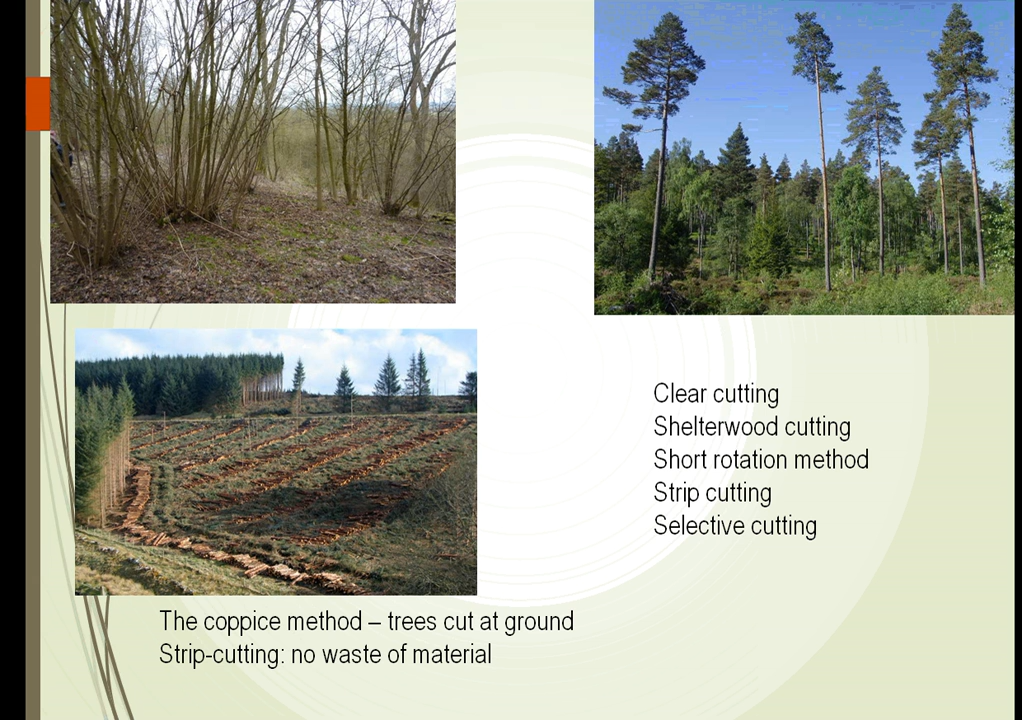 Clear cutting
Shelterwood cutting
Short rotation method
Strip cutting
Selective cutting
The coppice method – trees cut at ground
Strip-cutting: no waste of material